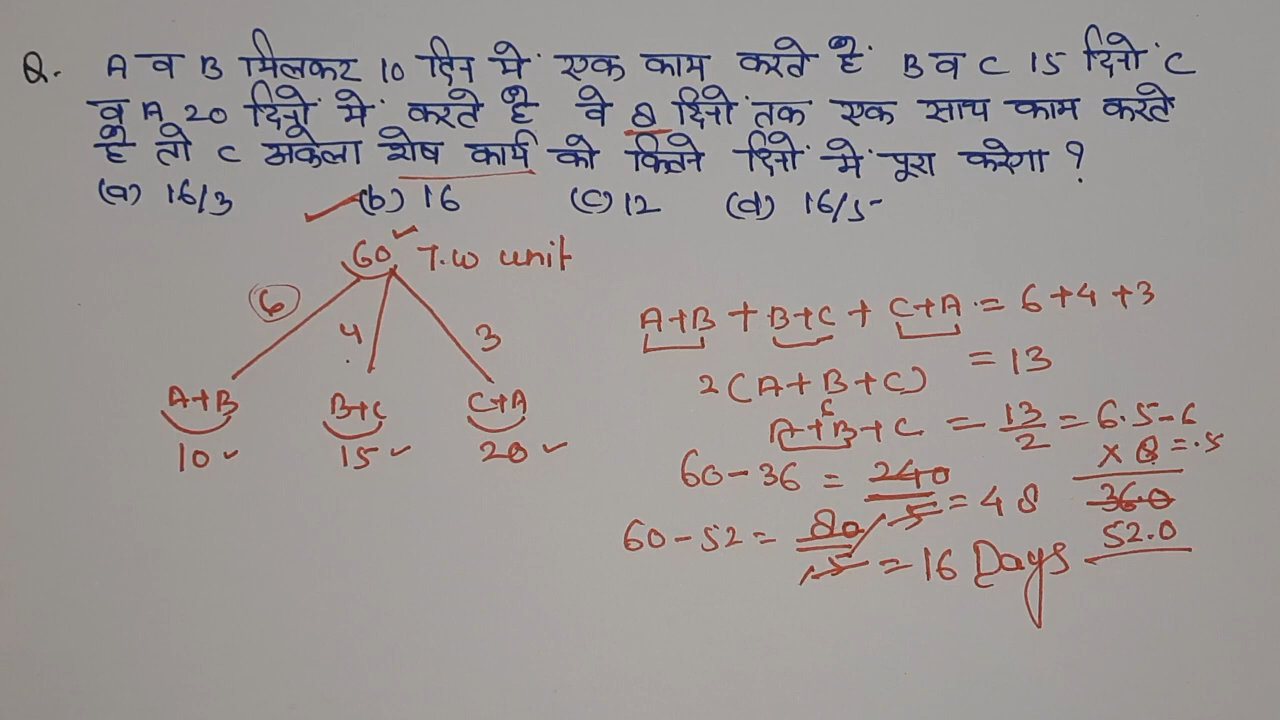 Q. A व B मिलकर 10 दिन में एक काम करते है B व C 15 दिनों C
व A 20 दिनों में करते है वे 8 दिनों तक एक साथ काम करते
है तो C अकेला शेष कार्य को कितने दिनों में पूरा करेगा ?
(a) 16/3 (b) 16 (c) 12 (d) 16/5
60 T.W unit
6 4 3
A+B B+C C+A
10 15 20
A+B + B+C + C+A = 6+4+3
2(A+B+C) = 13
6
A+B+C = 13/2 = 6.5-6
×8 = .5
60-36 = 240/.5 = 48
36.0
60-52 = 80/.5 = 16 Days
52.0